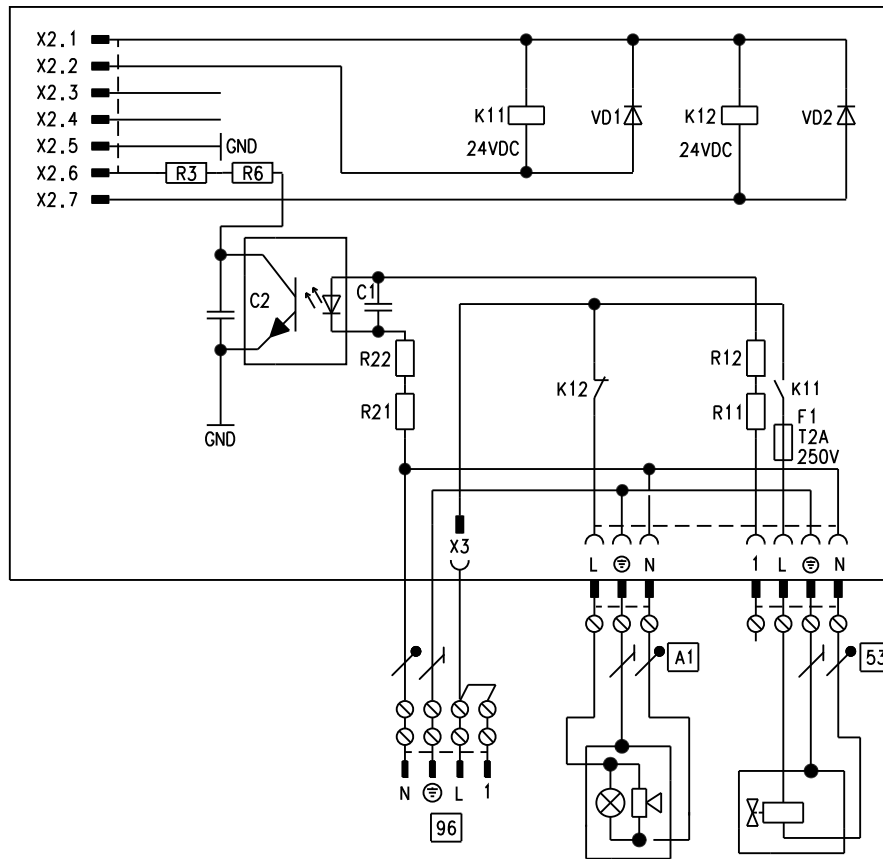 X2.1
X2.2
X2.3
X2.4
X2.5
X2.6
X2.7
K11
24VDC
VD1
K12
24VDC
VD2
GND
R3
R6
C2
C1
GND
R22
R21
K12
R12
R11
K11
F1
T2A
250V
X3
L
N
1
L
N
A1
53
N
L
1
96